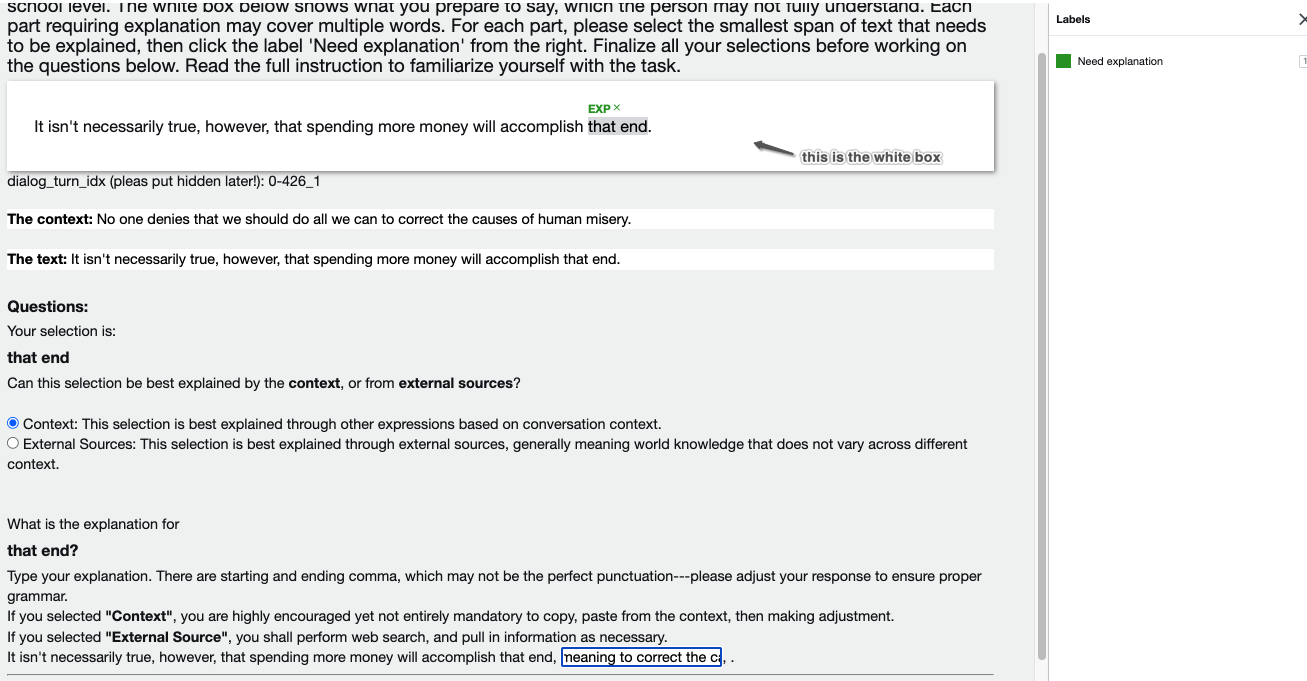 school level. The white box below shows what you prepare to say, which the person may not fully understand. Each
part requiring explanation may cover multiple words. For each part, please select the smallest span of text that needs
to be explained, then click the label 'Need explanation' from the right. Finalize all your selections before working on
the questions below. Read the full instruction to familiarize yourself with the task.
EXP ×
It isn't necessarily true, however, that spending more money will accomplish that end.
this is the white box
dialog_turn_idx (pleas put hidden later!): 0-426_1
The context: No one denies that we should do all we can to correct the causes of human misery.
The text: It isn't necessarily true, however, that spending more money will accomplish that end.
Questions:
Your selection is:
that end
Can this selection be best explained by the context, or from external sources?
Context: This selection is best explained through other expressions based on conversation context.
External Sources: This selection is best explained through external sources, generally meaning world knowledge that does not vary across different
context.
What is the explanation for
that end?
Type your explanation. There are starting and ending comma, which may not be the perfect punctuation---please adjust your response to ensure proper
grammar.
If you selected "Context", you are highly encouraged yet not entirely mandatory to copy, paste from the context, then making adjustment.
If you selected "External Source", you shall perform web search, and pull in information as necessary.
It isn't necessarily true, however, that spending more money will accomplish that end, meaning to correct the ca, .
Labels
Need explanation
1